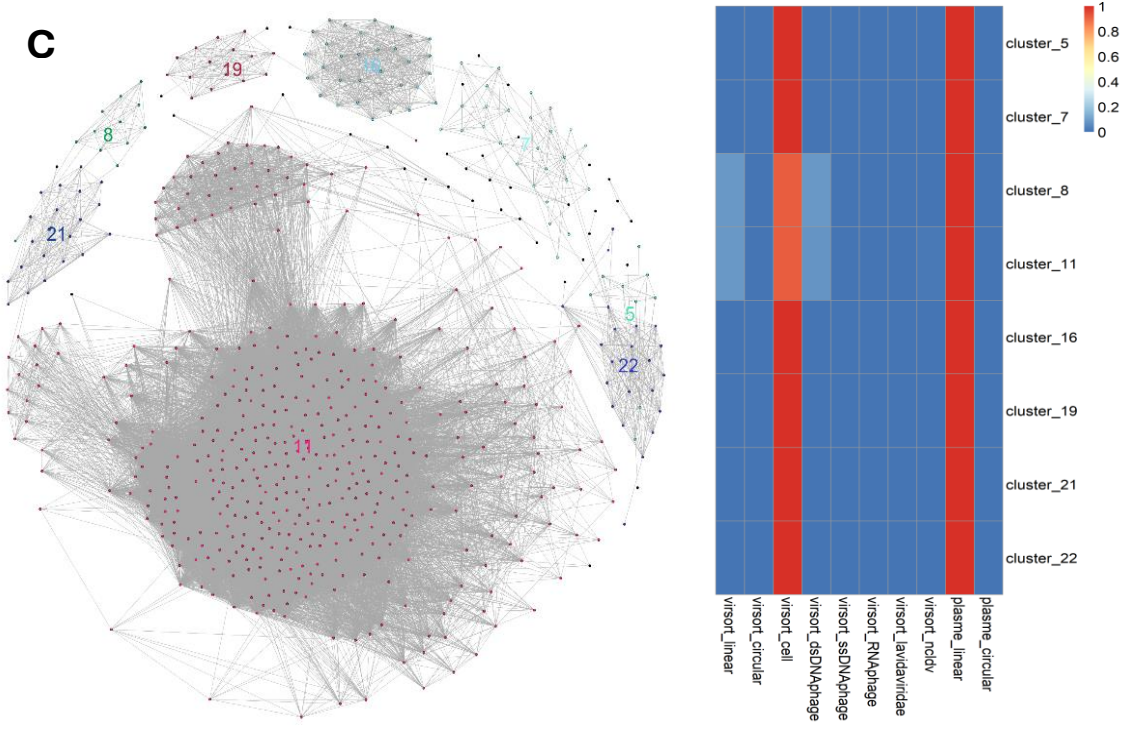 C
19
16
8
7
21
5
22
11
1
0.8
0.6
0.4
0.2
0
cluster_5
cluster_7
cluster_8
cluster_11
cluster_16
cluster_19
cluster_21
cluster_22
virsort_linear
virsort_circular
virsort_cell
virsort_dsDNAphage
virsort_ssDNAphage
virsort_RNAphage
virsort_lavidaviridae
virsort_ncldv
plasme_linear
plasme_circular